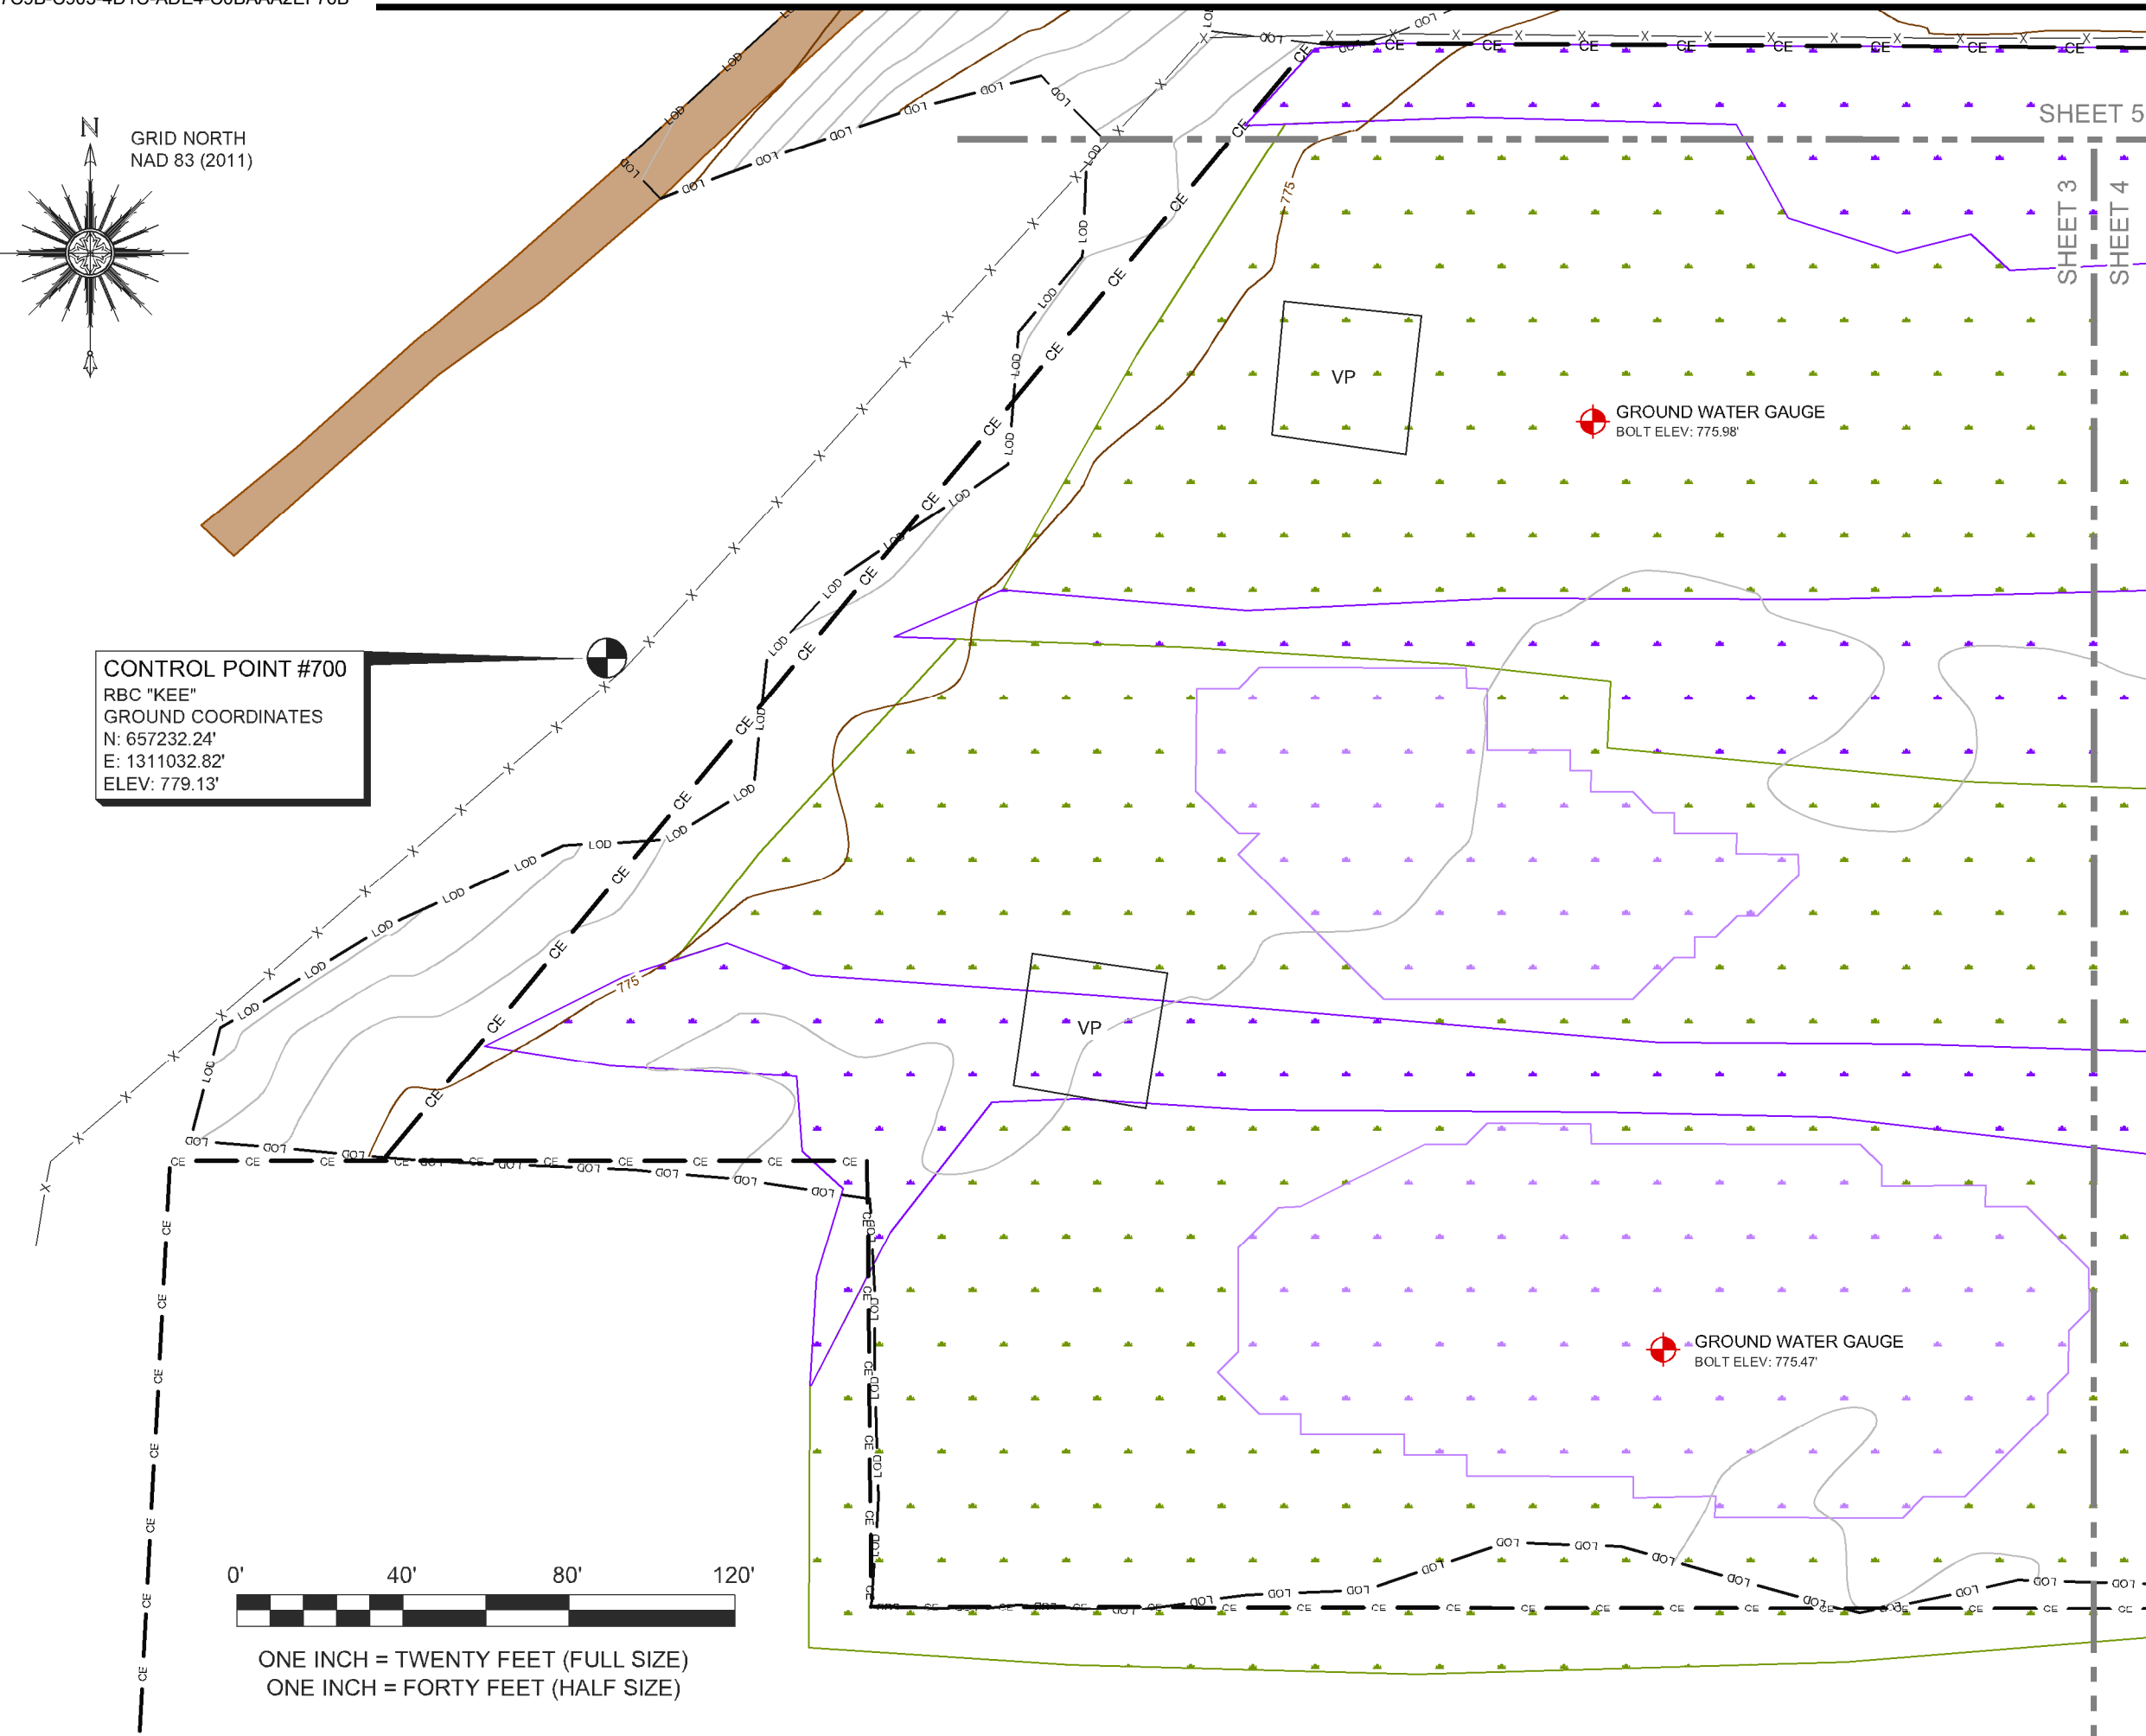 N
GRID NORTH
NAD 83 (2011)
SHEET 5
SHEET 3
SHEET 4
775
VP
GROUND WATER GAUGE
BOLT ELEV: 775.98'
CONTROL POINT #700
RBC "KEE"
GROUND COORDINATES
N: 657232.24'
E: 1311032.82'
ELEV: 779.13'
775
VP
LOD
CE
X
GROUND WATER GAUGE
BOLT ELEV: 775.47'
0' 40' 80' 120'
ONE INCH = TWENTY FEET (FULL SIZE)
ONE INCH = FORTY FEET (HALF SIZE)